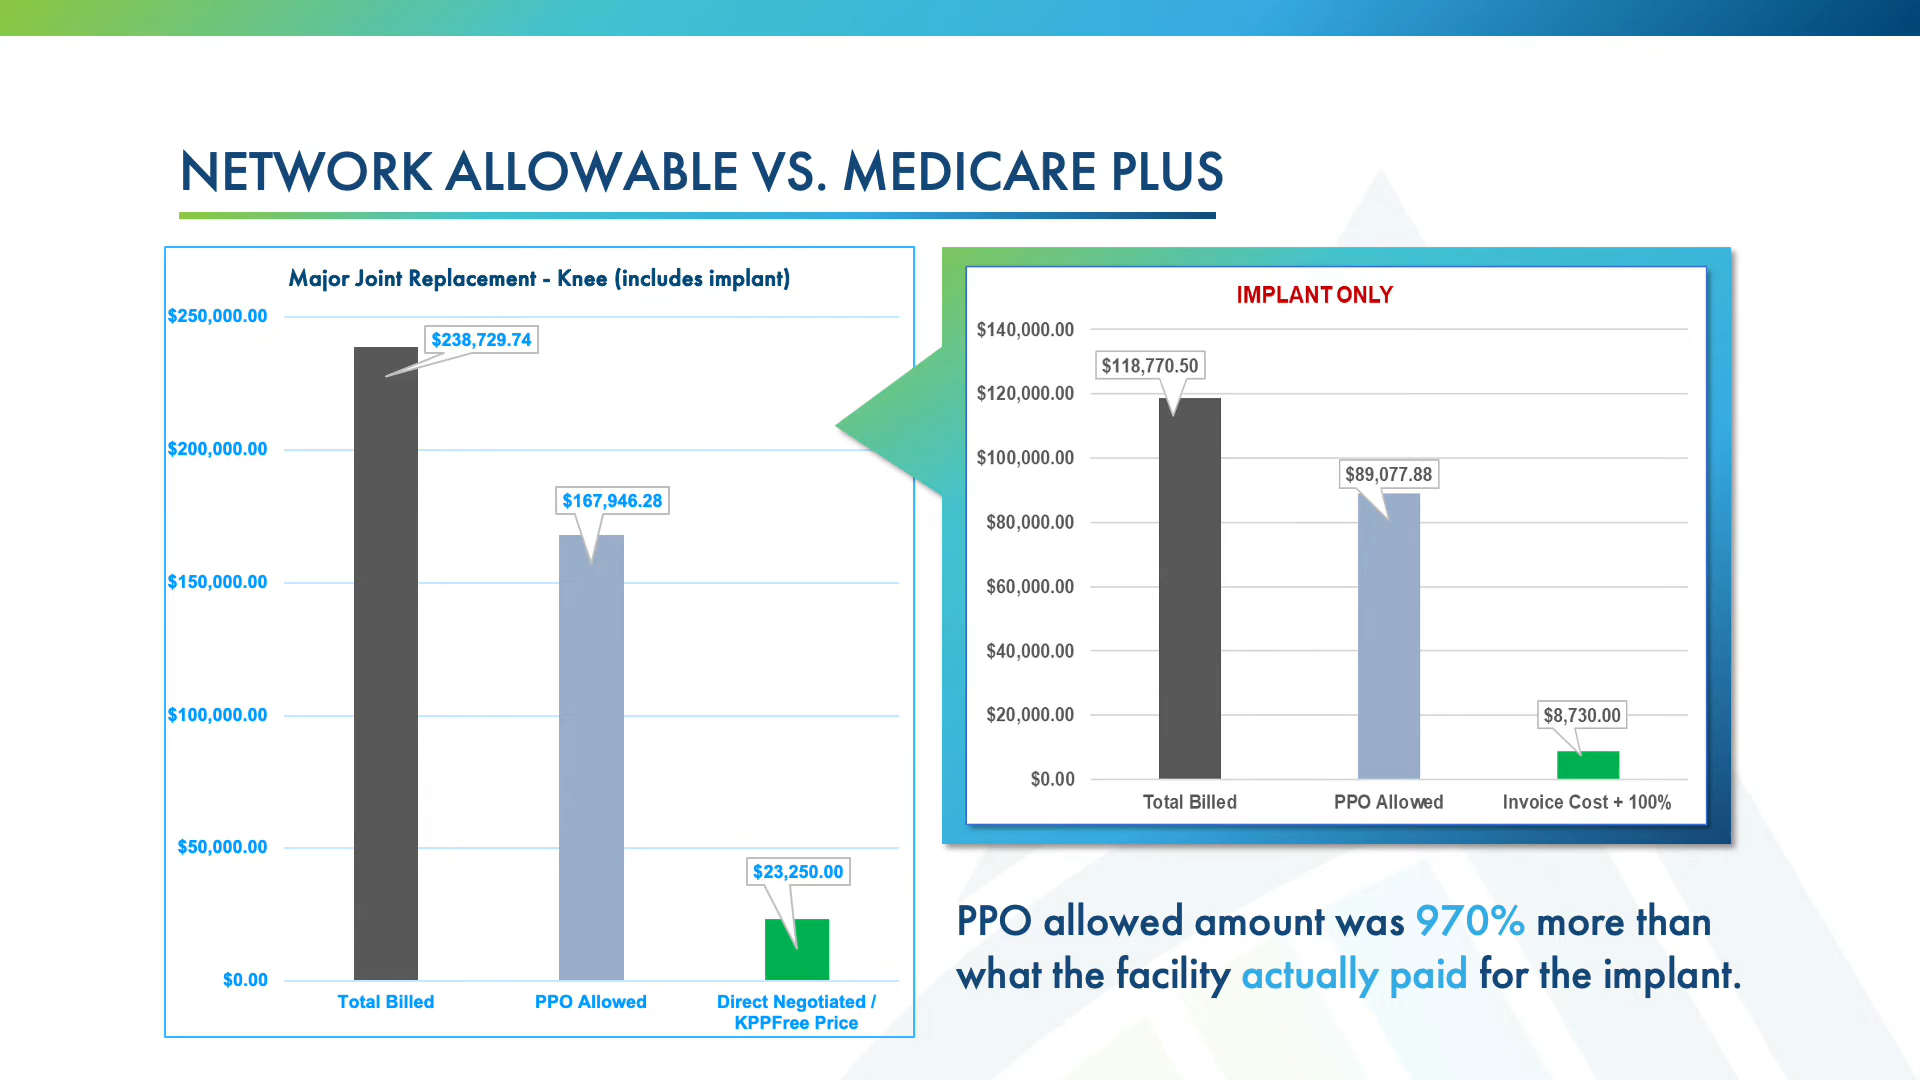 NETWORK ALLOWABLE VS. MEDICARE PLUS
Major Joint Replacement - Knee (includes implant)
$250,000.00
$238,729.74
$200,000.00
$167,946.28
$150,000.00
$100,000.00
$50,000.00
$23,250.00
$0.00
Total Billed
PPO Allowed
Direct Negotiated /
KPPFree Price
IMPLANT ONLY
$140,000.00
$118,770.50
$120,000.00
$100,000.00
$89,077.88
$80,000.00
$60,000.00
$40,000.00
$20,000.00
$8,730.00
$0.00
Total Billed
PPO Allowed
Invoice Cost + 100%
PPO allowed amount was 970% more than
what the facility actually paid for the implant.